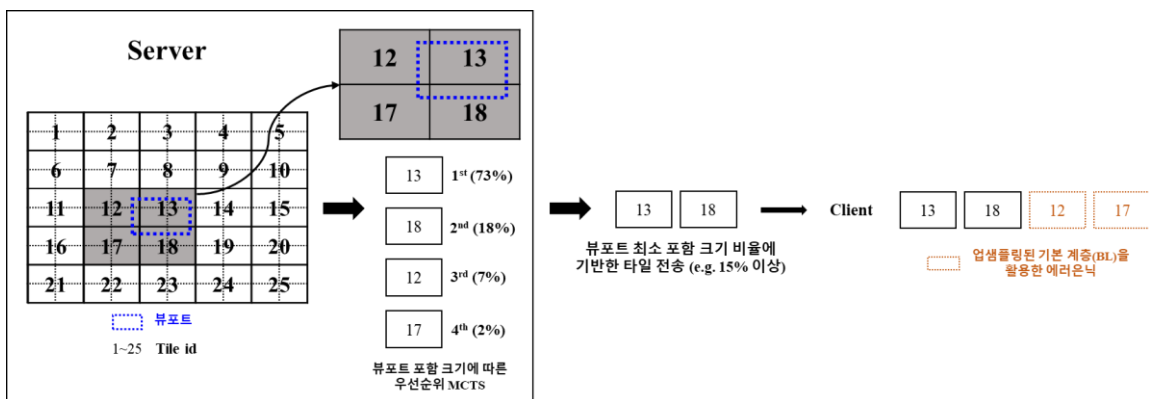 Server
12 13
17 18
1 2 3 4 5
6 7 8 9 10
11 12 13 14 15
16 17 18 19 20
21 22 23 24 25
뷰포트
1~25 Tile id
13 1st (73%)
18 2nd (18%)
12 3rd (7%)
17 4th (2%)
뷰포트 포함 크기에 따른
우선순위 MCTS
13 18
뷰포트 최소 포함 크기 비율에
기반한 타일 전송 (e.g. 15% 이상)
Client
13 18 12 17
업샘플링된 기본 계층(BL)을
활용한 에러은닉